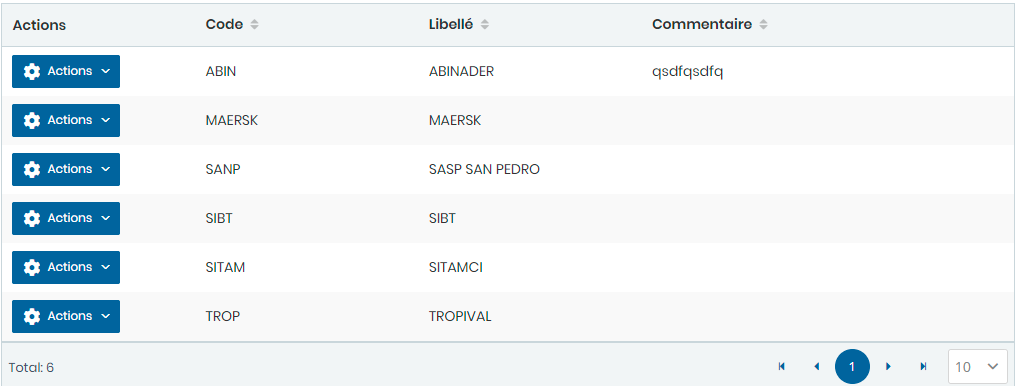 Actions Code Libellé Commentaire
Actions ABIN ABINADER qsdfqsdfq
Actions MAERSK MAERSK
Actions SANP SASP SAN PEDRO
Actions SIBT SIBT
Actions SITAM SITAMCI
Actions TROP TROPIVAL
Total: 6 1 10